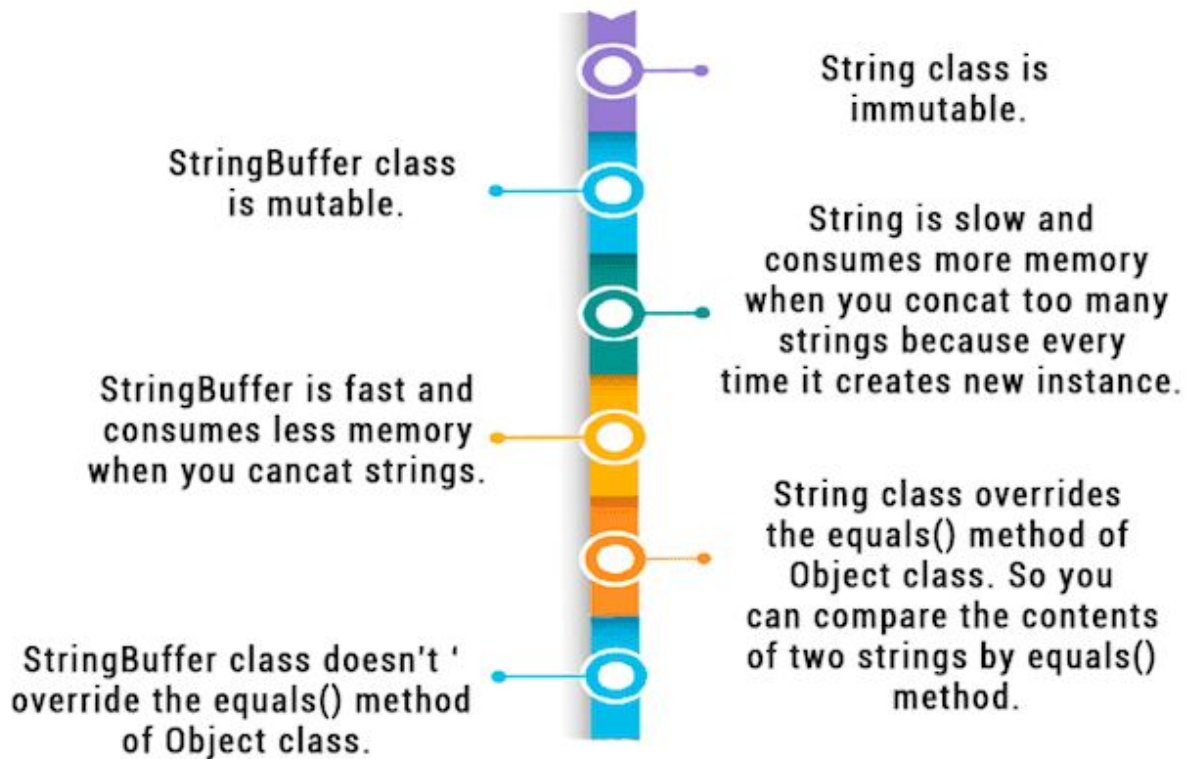 String class is
immutable.
StringBuffer class
is mutable.
String is slow and
consumes more memory
when you concat too many
strings because every
time it creates new instance.
StringBuffer is fast and
consumes less memory
when you cancat strings.
String class overrides
the equals() method of
Object class. So you
can compare the contents
of two strings by equals()
method.
StringBuffer class doesn't '
override the equals() method
of Object class.